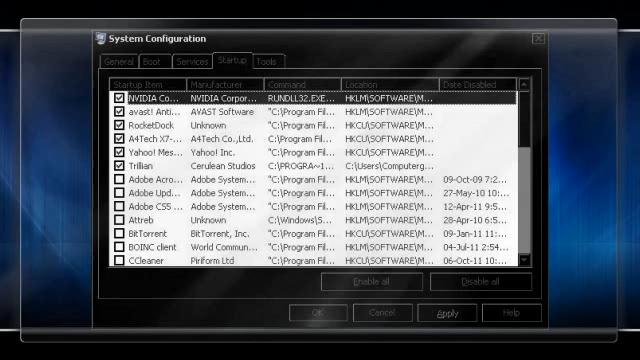 System Configuration
General Boot Services Startup Tools
Startup Item Manufacturer Command Location Date Disabled
NVIDIA Co... NVIDIA Corpor... RUNDLL32.EXE... HKLM\SOFTWARE\M...
avast! Anti... AVAST Software "C:\Program Fil... HKLM\SOFTWARE\M...
RocketDock Unknown "C:\Program Fil... HKCU\SOFTWARE\M...
A4Tech X7-... A4Tech Co.,Ltd. C:\Program Fil... HKCU\SOFTWARE\M...
Yahoo! Mes... Yahoo! Inc. "C:\Program Fil... HKCU\SOFTWARE\M...
Trillian Cerulean Studios C:\PROGRA~1... C:\Users\Computerg...
Adobe Acro... Adobe System... "C:\Program Fil... HKLM\SOFTWARE\M... 09-Oct-09 7:2...
Adobe Upd... Adobe System... "C:\Program Fil... HKLM\SOFTWARE\M... 27-May-10 10:...
Adobe CS5 ... Adobe System... "C:\Program Fil... HKLM\SOFTWARE\M... 12-Apr-11 9:5...
Attreb Unknown C:\Windows\S... HKLM\SOFTWARE\M... 28-Apr-10 6:5...
BitTorrent BitTorrent, Inc. "C:\Program Fil... HKCU\SOFTWARE\M... 09-Jan-11 11:...
BOINC client World Commun... "C:\Program Fil... HKLM\SOFTWARE\M... 04-Jul-11 2:54...
CCleaner Piriform Ltd "C:\Program Fil... HKCU\SOFTWARE\M... 06-Oct-11 10:...
Enable all Disable all
OK Cancel Apply Help